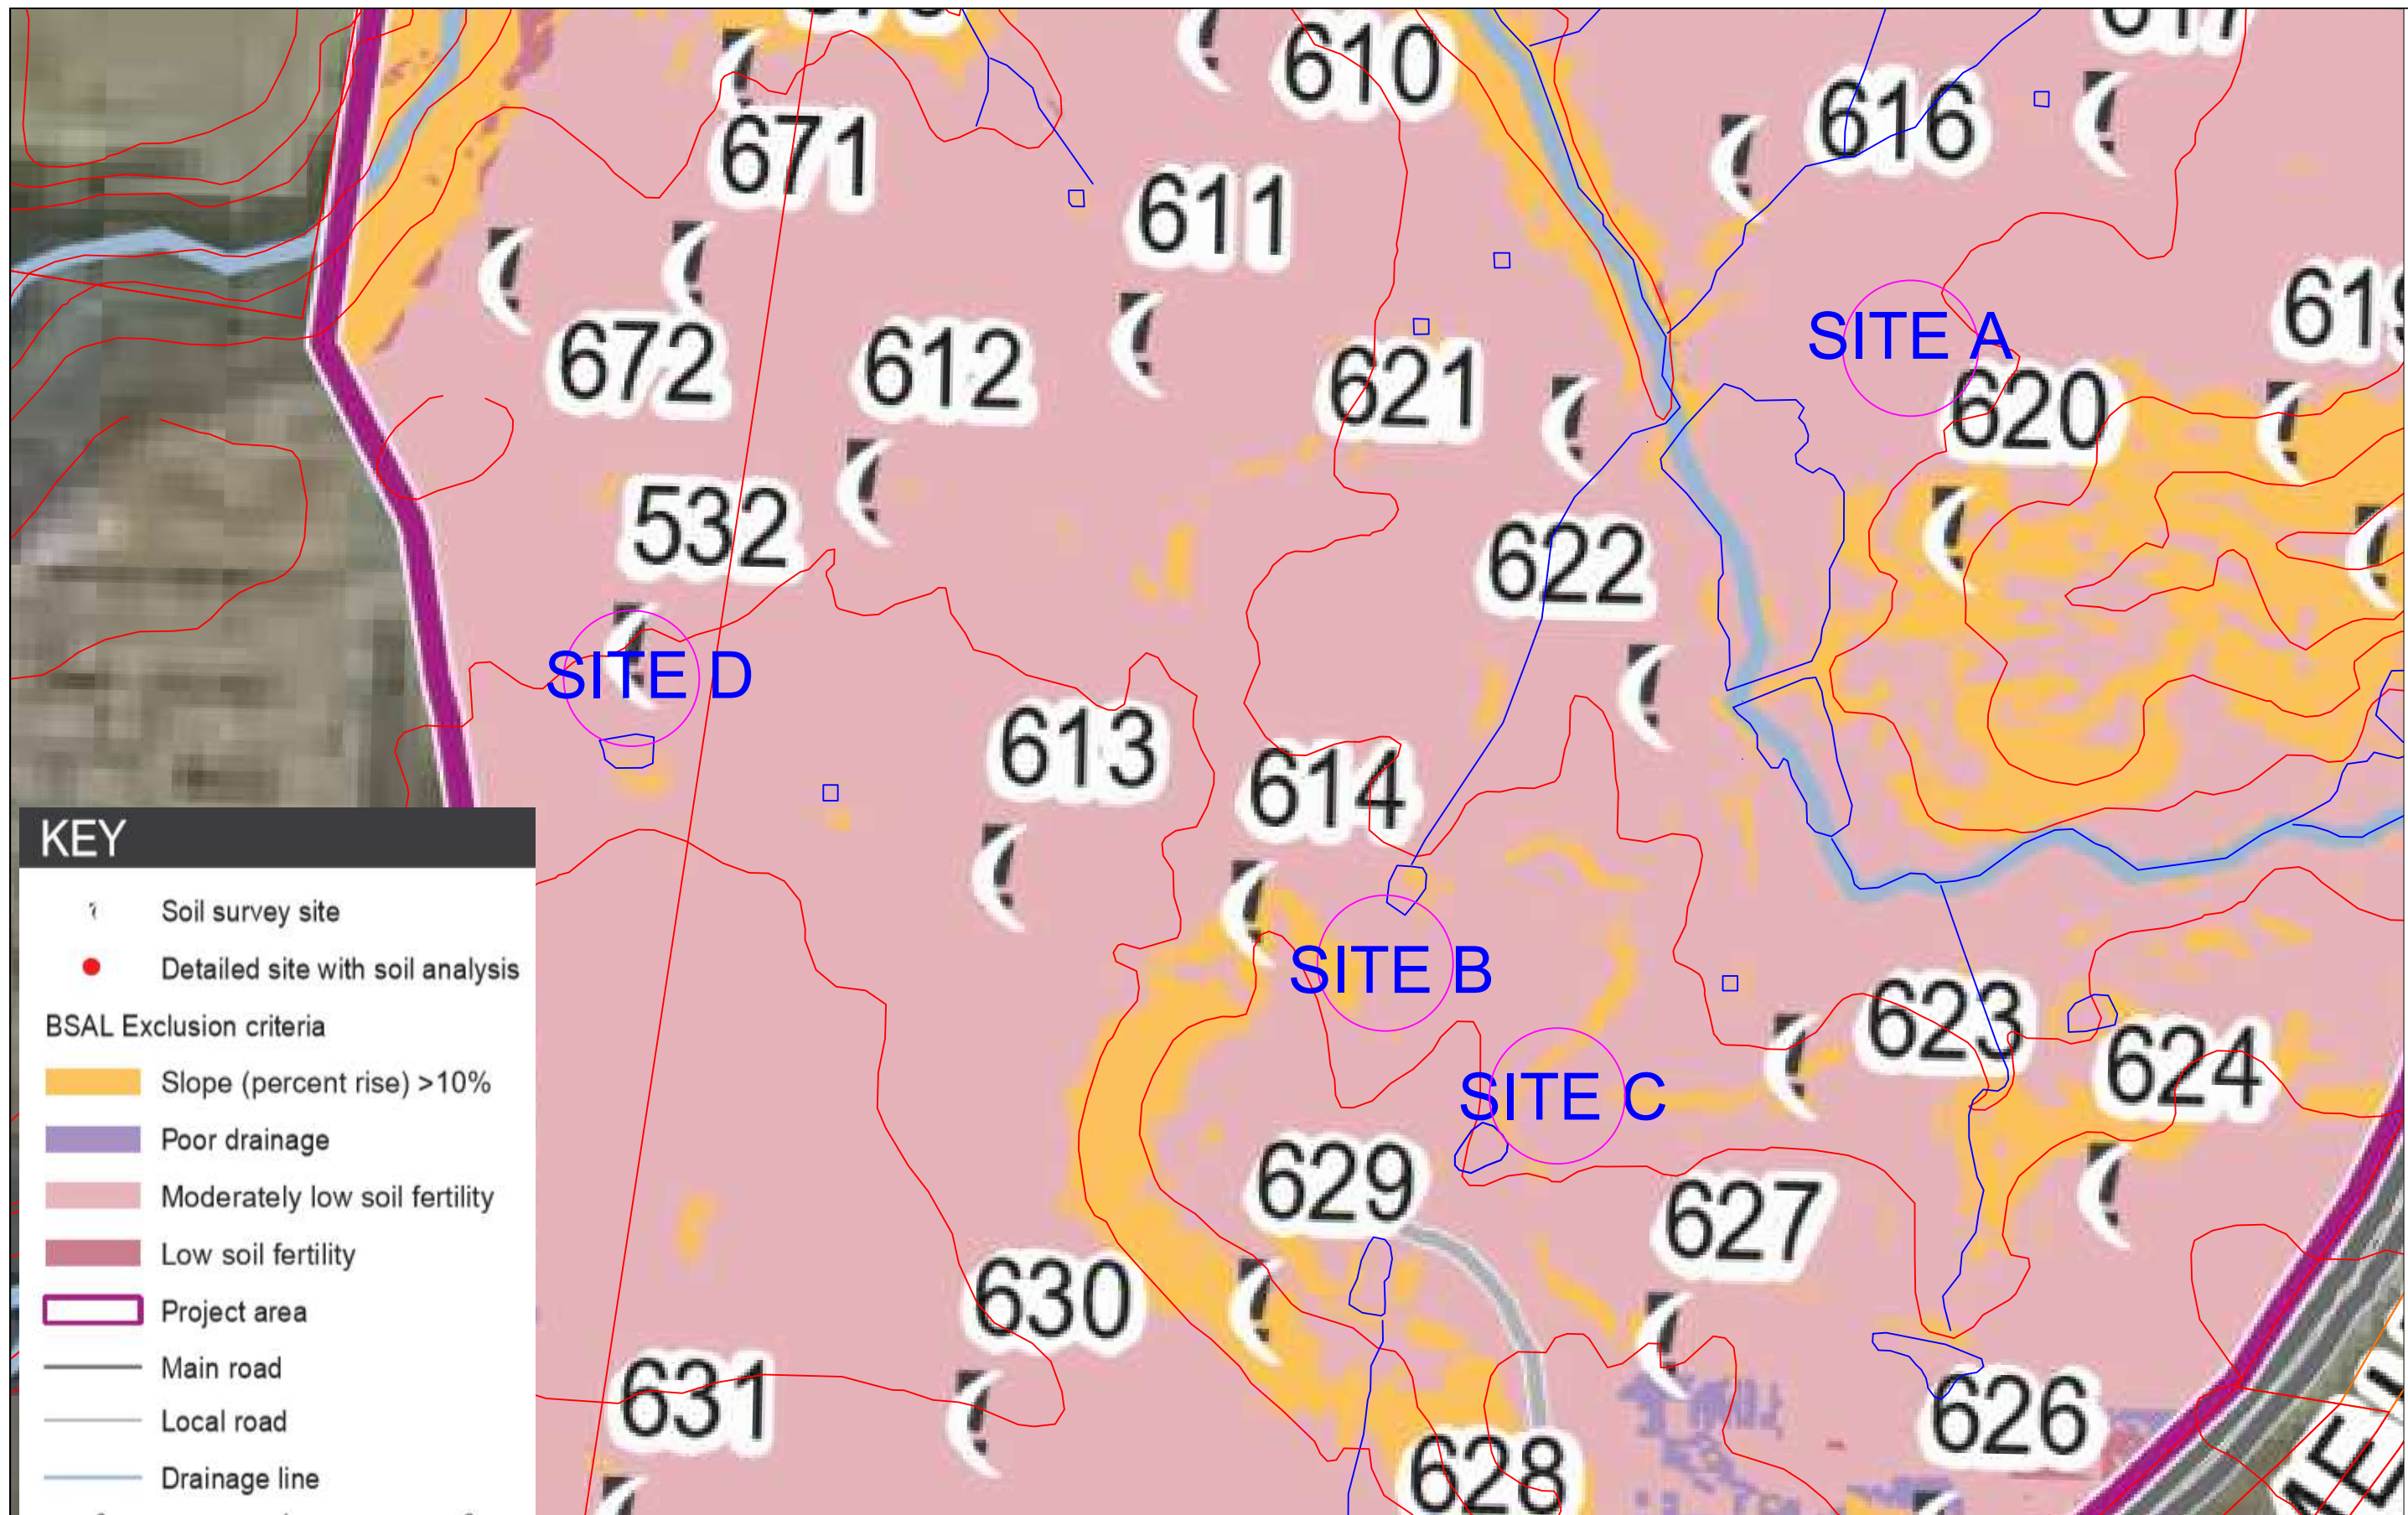 610
616
617
671
611
619
672
612
621
SITE A
620
532
622
SITE D
613
614
SITE B
623
624
SITE C
629
627
630
631
626
628
KEY
Soil survey site
Detailed site with soil analysis
BSAL Exclusion criteria
Slope (percent rise) >10%
Poor drainage
Moderately low soil fertility
Low soil fertility
Project area
Main road
Local road
Drainage line